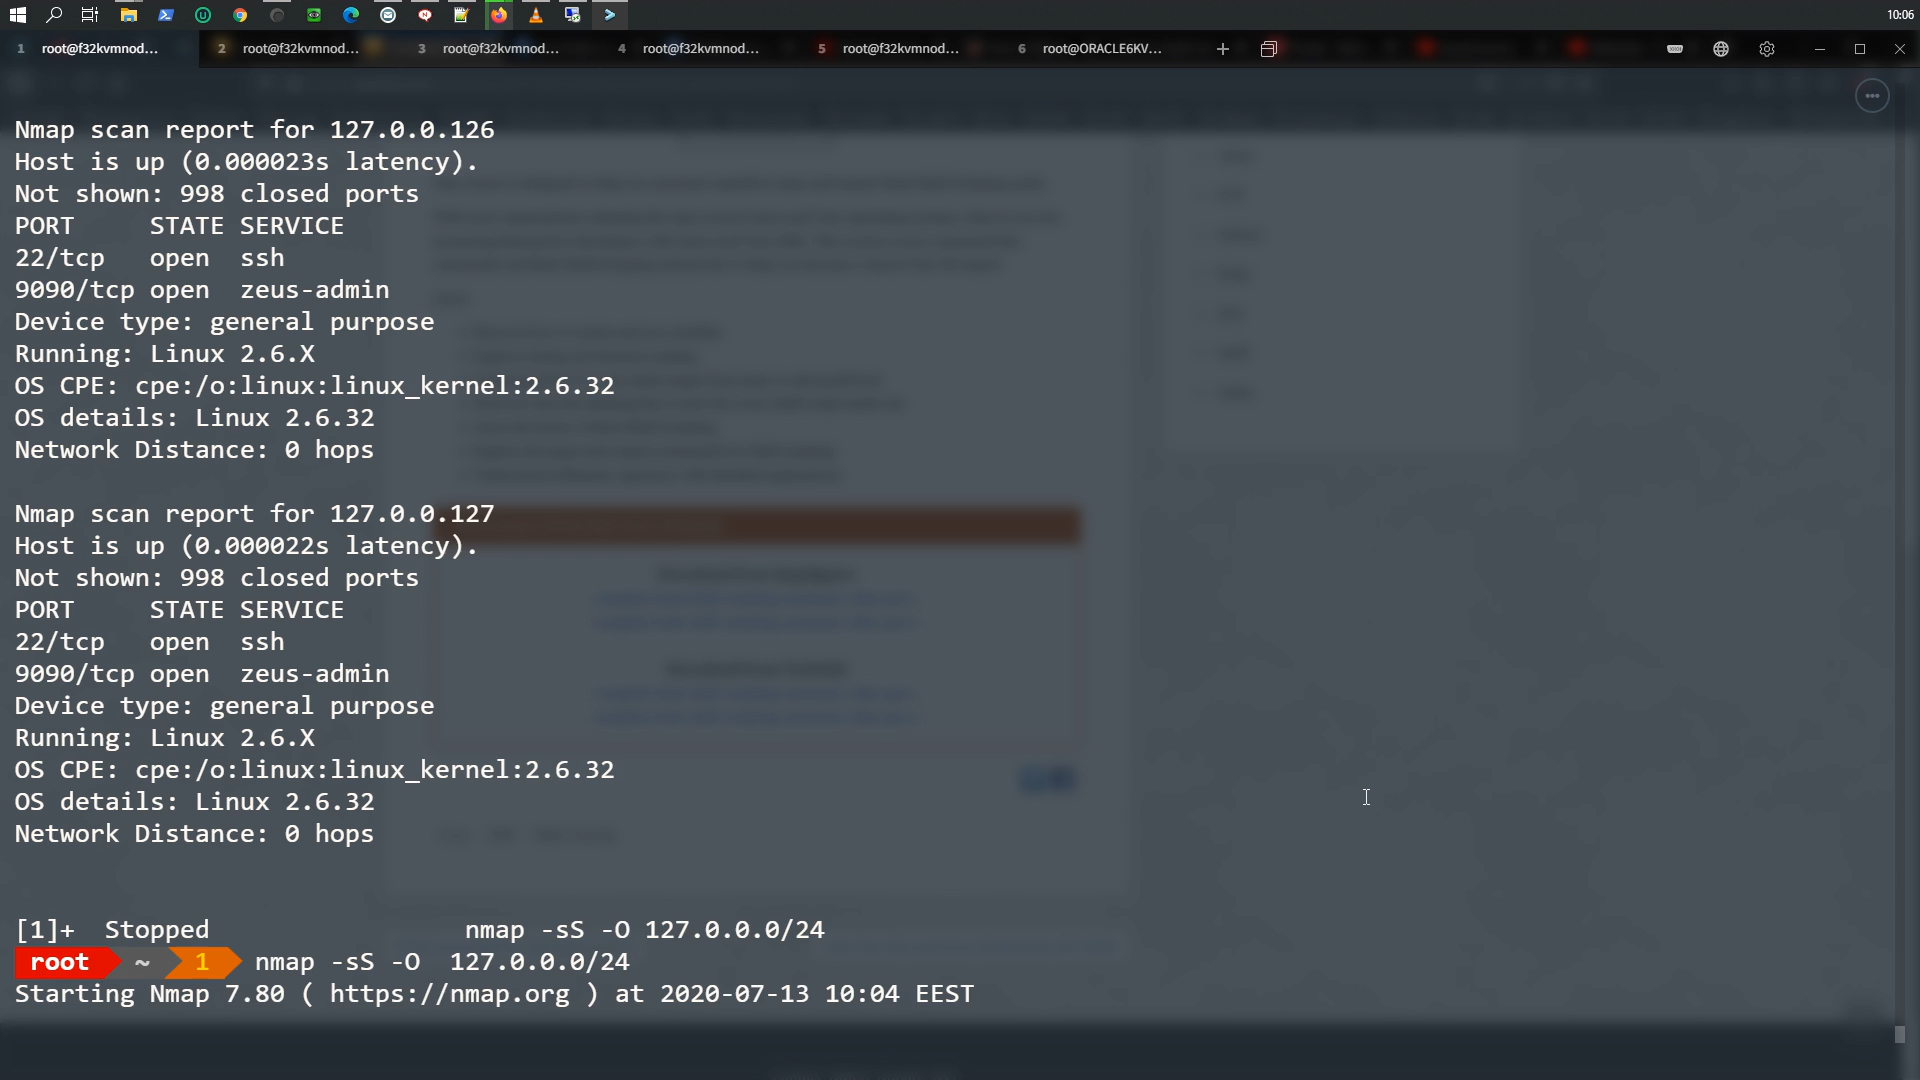 10:06
1 root@f32kvmnod... 2 root@f32kvmnod... 3 root@f32kvmnod... 4 root@f32kvmnod... 5 root@f32kvmnod... 6 root@ORACLE6KV...
Nmap scan report for 127.0.0.126
Host is up (0.000023s latency).
Not shown: 998 closed ports
PORT     STATE SERVICE
22/tcp   open  ssh
9090/tcp open  zeus-admin
Device type: general purpose
Running: Linux 2.6.X
OS CPE: cpe:/o:linux:linux_kernel:2.6.32
OS details: Linux 2.6.32
Network Distance: 0 hops
Nmap scan report for 127.0.0.127
Host is up (0.000022s latency).
Not shown: 998 closed ports
PORT     STATE SERVICE
22/tcp   open  ssh
9090/tcp open  zeus-admin
Device type: general purpose
Running: Linux 2.6.X
OS CPE: cpe:/o:linux:linux_kernel:2.6.32
OS details: Linux 2.6.32
Network Distance: 0 hops
[1]+  Stopped                 nmap -sS -O 127.0.0.0/24
root ~ 1 nmap -sS -O  127.0.0.0/24
Starting Nmap 7.80 ( https://nmap.org ) at 2020-07-13 10:04 EEST